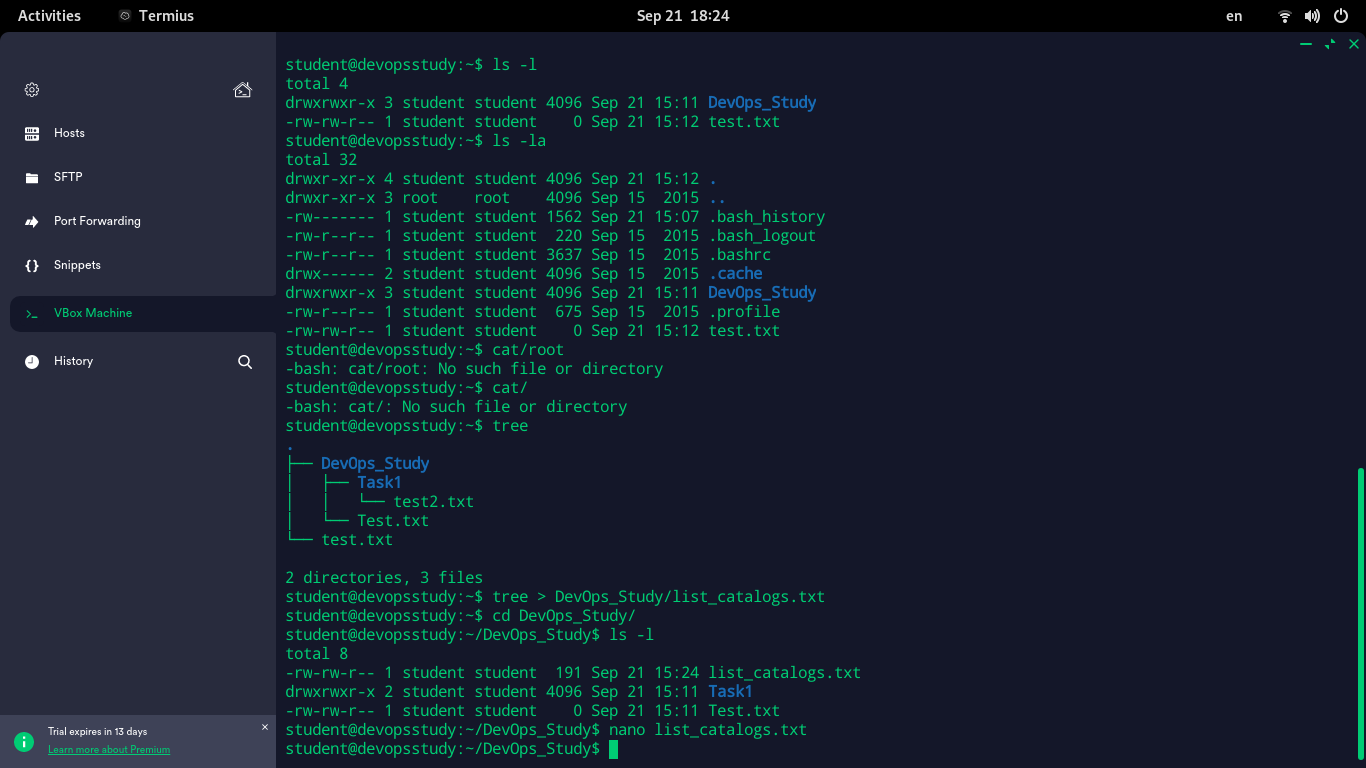 Activities
Termius
Sep 21 18:24
en
Hosts
SFTP
Port Forwarding
Snippets
VBox Machine
History
Trial expires in 13 days
Learn more about Premium
student@devopsstudy:~$ ls -l
total 4
drwxrwxr-x 3 student student 4096 Sep 21 15:11 DevOps_Study
-rw-rw-r-- 1 student student    0 Sep 21 15:12 test.txt
student@devopsstudy:~$ ls -la
total 32
drwxr-xr-x 4 student student 4096 Sep 21 15:12 .
drwxr-xr-x 3 root    root    4096 Sep 15  2015 ..
-rw------- 1 student student 1562 Sep 21 15:07 .bash_history
-rw-r--r-- 1 student student  220 Sep 15  2015 .bash_logout
-rw-r--r-- 1 student student 3637 Sep 15  2015 .bashrc
drwx------ 2 student student 4096 Sep 15  2015 .cache
drwxrwxr-x 3 student student 4096 Sep 21 15:11 DevOps_Study
-rw-r--r-- 1 student student  675 Sep 15  2015 .profile
-rw-rw-r-- 1 student student    0 Sep 21 15:12 test.txt
student@devopsstudy:~$ cat/root
-bash: cat/root: No such file or directory
student@devopsstudy:~$ cat/
-bash: cat/: No such file or directory
student@devopsstudy:~$ tree
.
├── DevOps_Study
│   ├── Task1
│   │   └── test2.txt
│   └── Test.txt
└── test.txt
2 directories, 3 files
student@devopsstudy:~$ tree > DevOps_Study/list_catalogs.txt
student@devopsstudy:~$ cd DevOps_Study/
student@devopsstudy:~/DevOps_Study$ ls -l
total 8
-rw-rw-r-- 1 student student  191 Sep 21 15:24 list_catalogs.txt
drwxrwxr-x 2 student student 4096 Sep 21 15:11 Task1
-rw-rw-r-- 1 student student    0 Sep 21 15:11 Test.txt
student@devopsstudy:~/DevOps_Study$ nano list_catalogs.txt
student@devopsstudy:~/DevOps_Study$